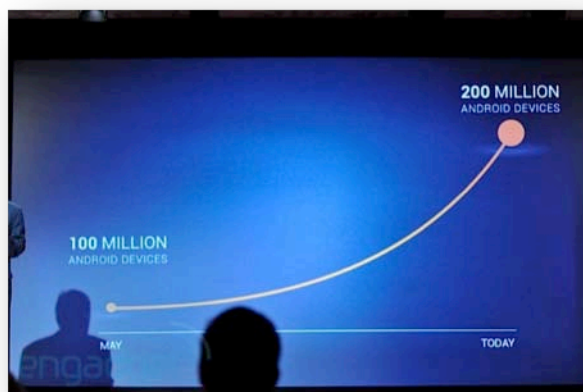 200 MILLION
ANDROID DEVICES
100 MILLION
ANDROID DEVICES
MAY
TODAY